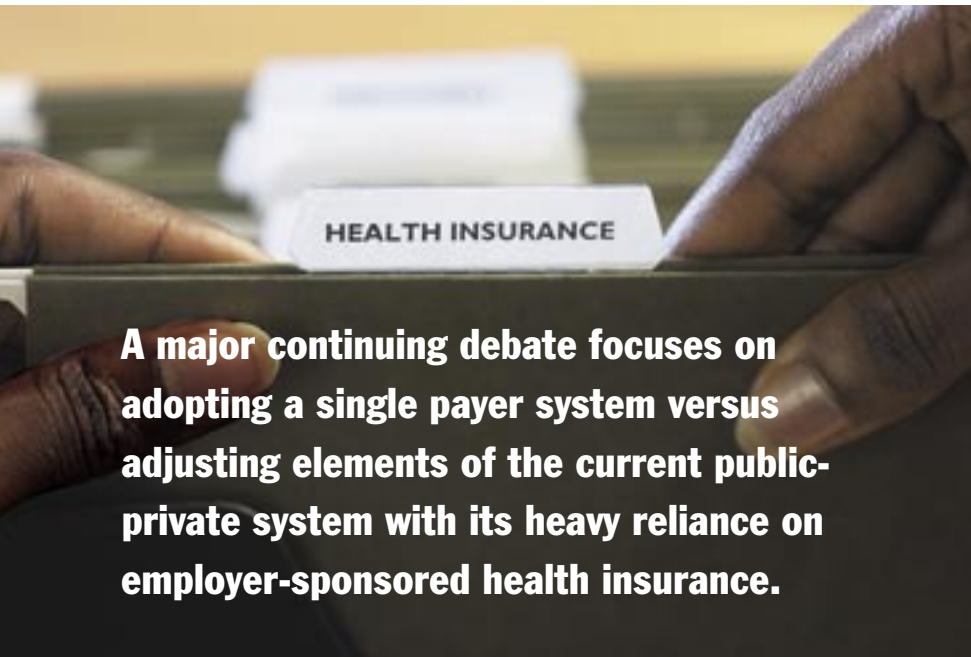 HEALTH INSURANCE
A major continuing debate focuses on
adopting a single payer system versus
adjusting elements of the current public-
private system with its heavy reliance on
employer-sponsored health insurance.